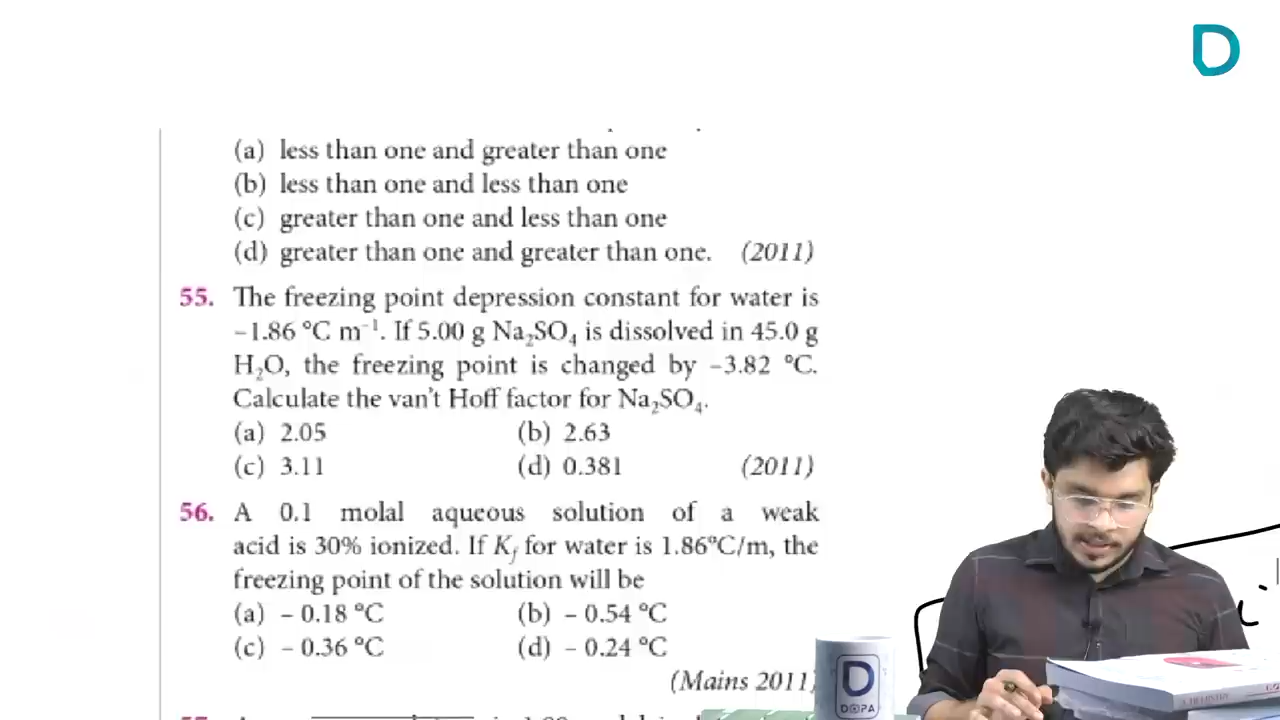 D
(a) less than one and greater than one
(b) less than one and less than one
(c) greater than one and less than one
(d) greater than one and greater than one. (2011)
55. The freezing point depression constant for water is
–1.86 °C m⁻¹. If 5.00 g Na₂SO₄ is dissolved in 45.0 g
H₂O, the freezing point is changed by –3.82 °C.
Calculate the van't Hoff factor for Na₂SO₄.
(a) 2.05 (b) 2.63
(c) 3.11 (d) 0.381 (2011)
56. A 0.1 molal aqueous solution of a weak
acid is 30% ionized. If Kf for water is 1.86°C/m, the
freezing point of the solution will be
(a) – 0.18 °C (b) – 0.54 °C
(c) – 0.36 °C (d) – 0.24 °C
(Mains 2011)
D
DOPA